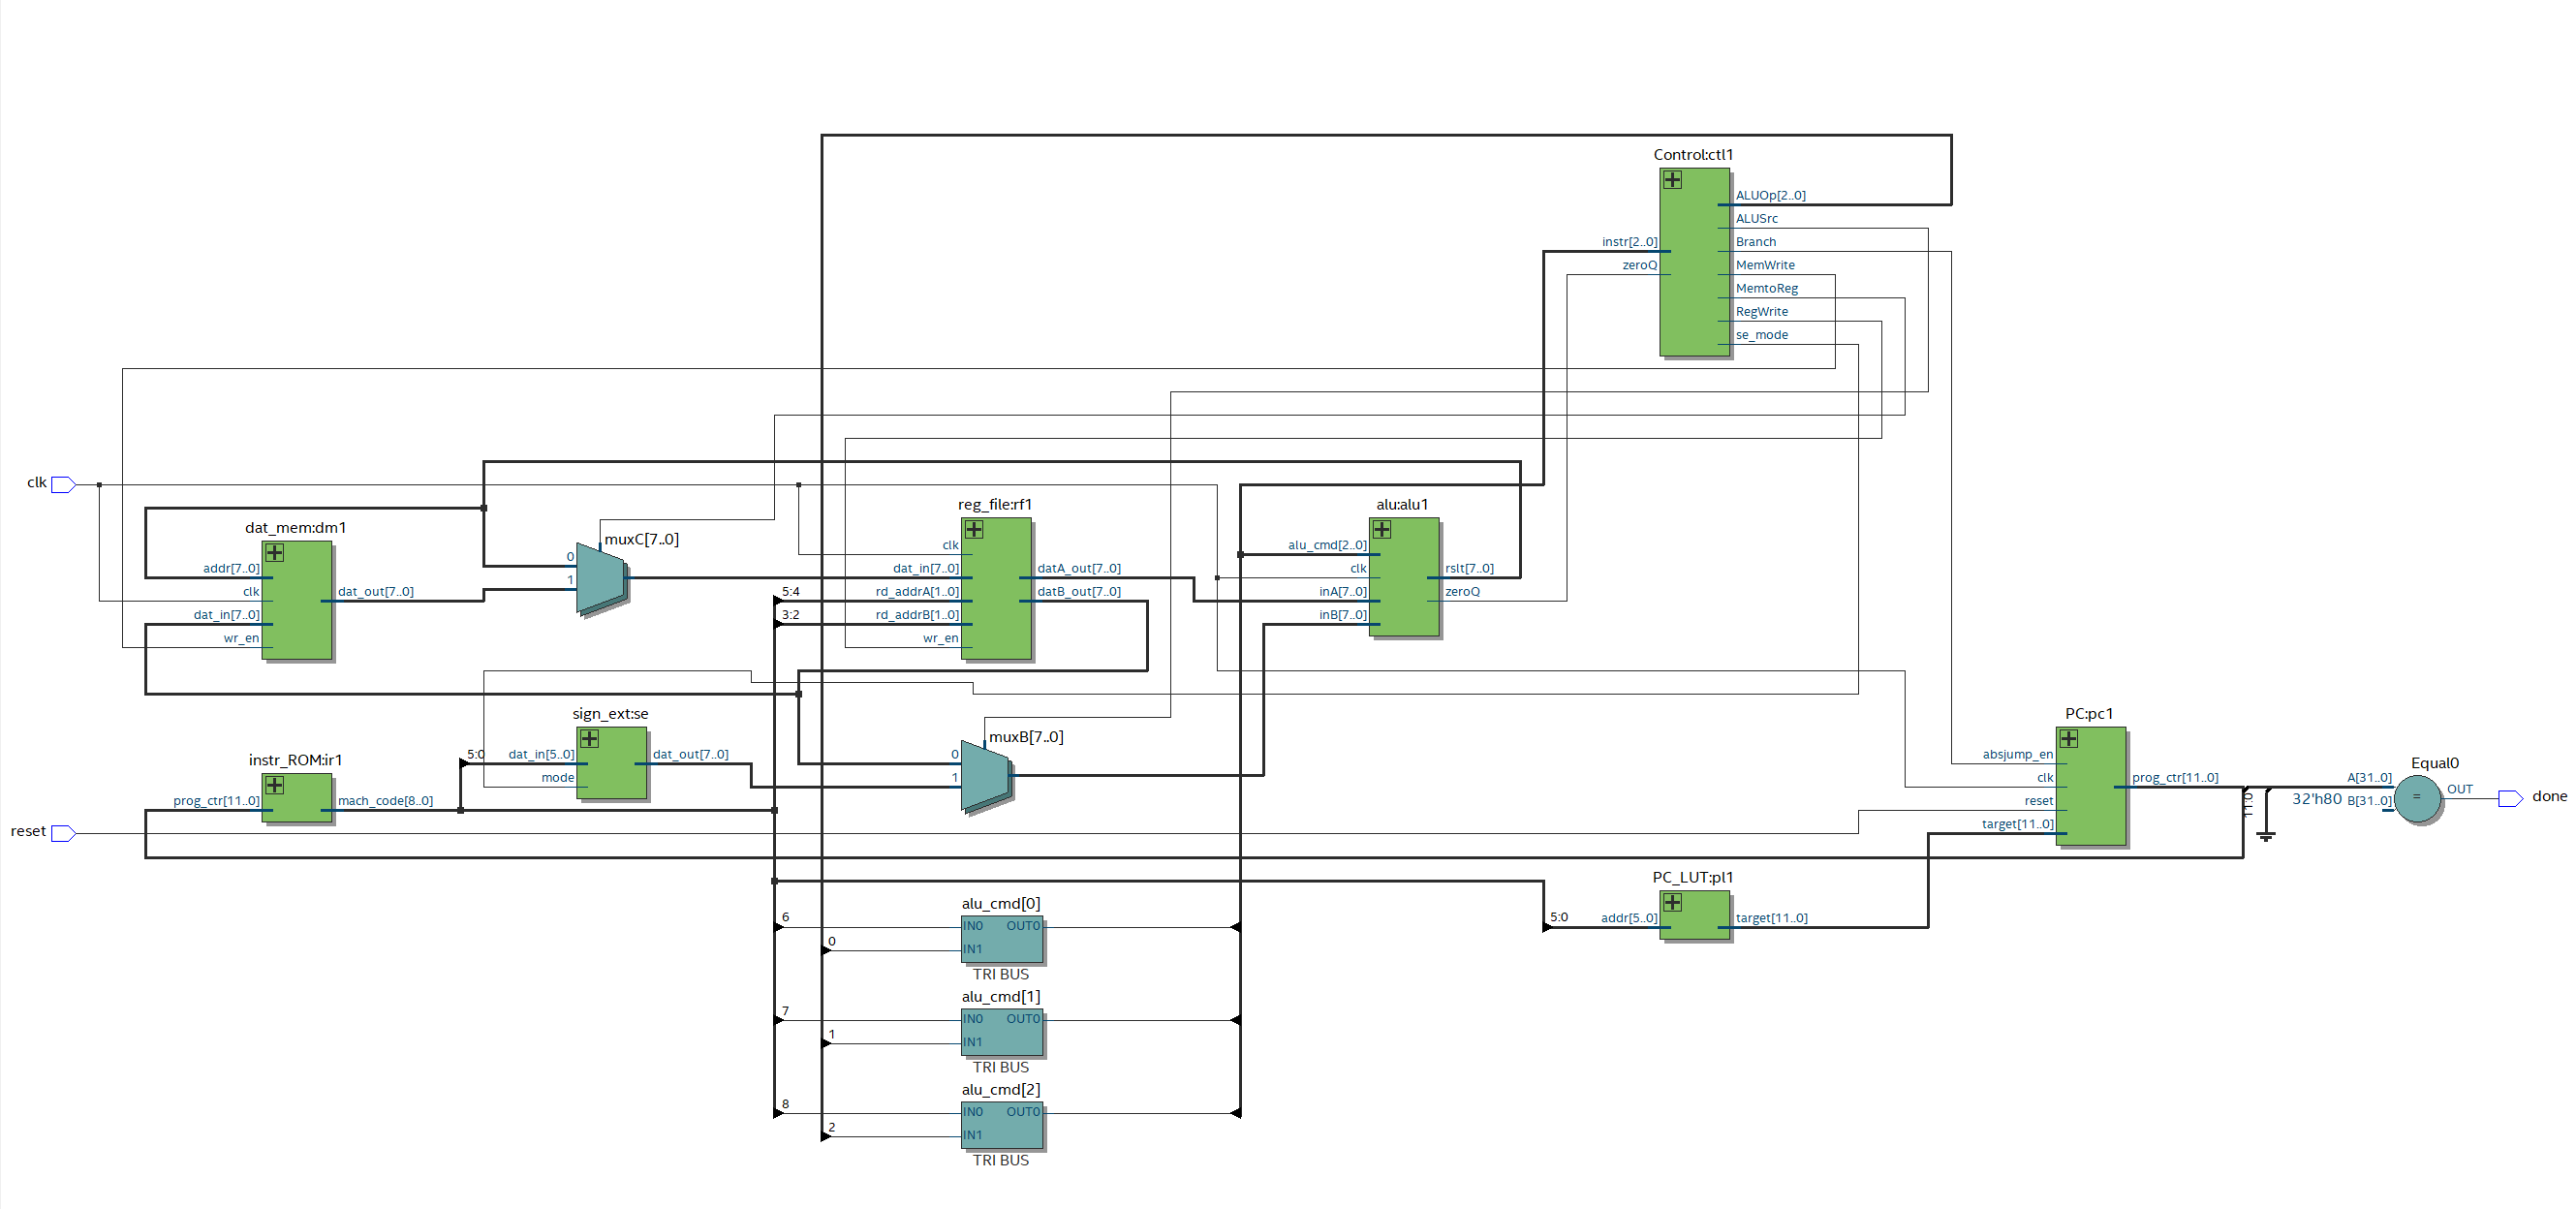 Control:ctl1
ALUOp[2..0]
ALUSrc
instr[2..0]
Branch
zeroQ
MemWrite
MemtoReg
RegWrite
se_mode
clk
dat_mem:dm1
addr[7..0]
clk
dat_in[7..0]
wr_en
dat_out[7..0]
muxC[7..0]
0
1
reg_file:rf1
clk
dat_in[7..0]
5:4
rd_addrA[1..0]
3:2
rd_addrB[1..0]
wr_en
datA_out[7..0]
datB_out[7..0]
alu:alu1
alu_cmd[2..0]
clk
inA[7..0]
inB[7..0]
rslt[7..0]
zeroQ
sign_ext:se
5:0
dat_in[5..0]
mode
dat_out[7..0]
muxB[7..0]
0
1
instr_ROM:ir1
prog_ctr[11..0]
mach_code[8..0]
reset
PC:pc1
absjump_en
clk
reset
target[11..0]
prog_ctr[11..0]
11:0
Equal0
A[31..0]
32'h80 B[31..0]
=
OUT
done
PC_LUT:pl1
5:0
addr[5..0]
target[11..0]
alu_cmd[0]
6
IN0 OUT0
0
IN1
TRI BUS
alu_cmd[1]
7
IN0 OUT0
1
IN1
TRI BUS
alu_cmd[2]
8
IN0 OUT0
2
IN1
TRI BUS